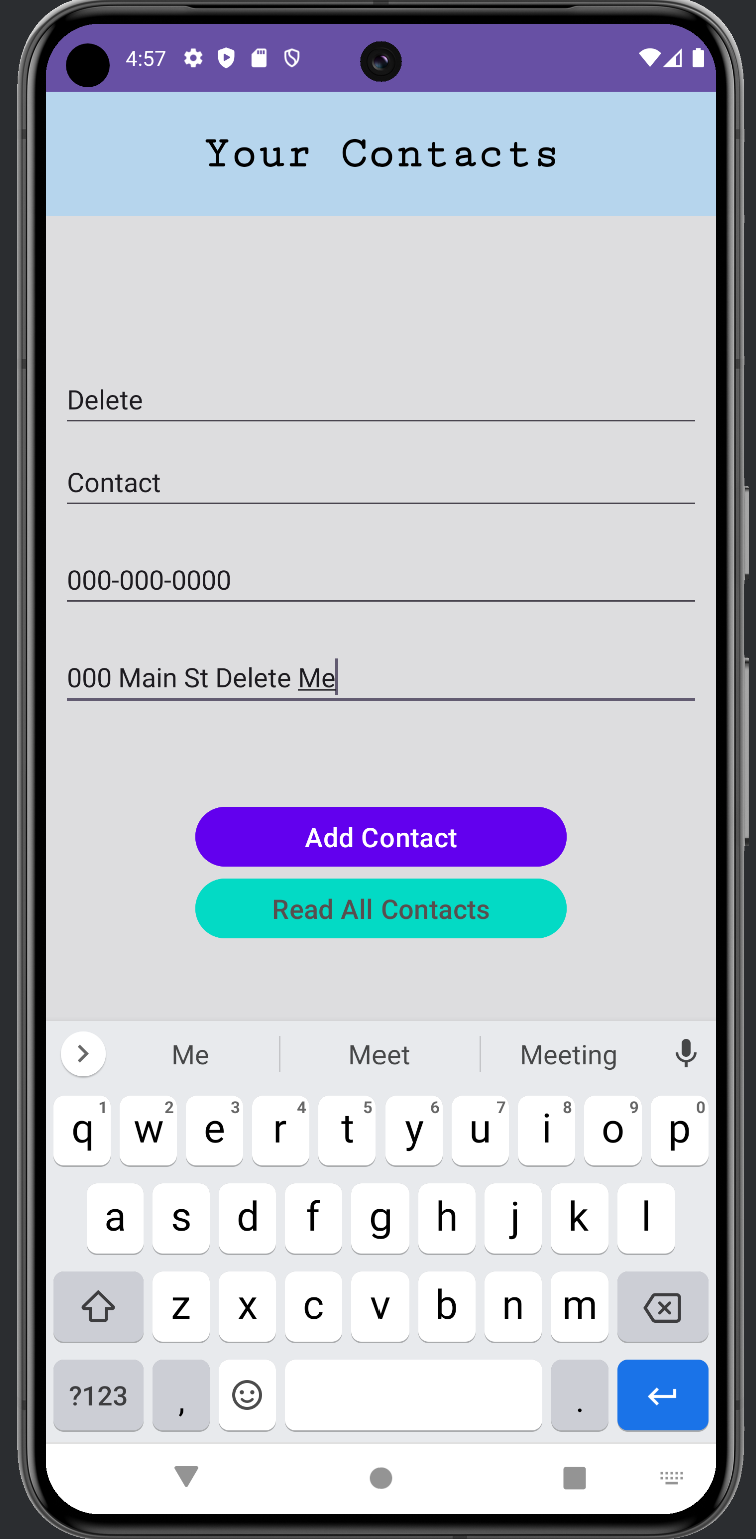 4:57
Your Contacts
Delete
Contact
000-000-0000
000 Main St Delete Me
Add Contact
Read All Contacts
Me Meet Meeting
1 2 3 4 5 6 7 8 9 0
q w e r t y u i o p
a s d f g h j k l
z x c v b n m
?123 , .